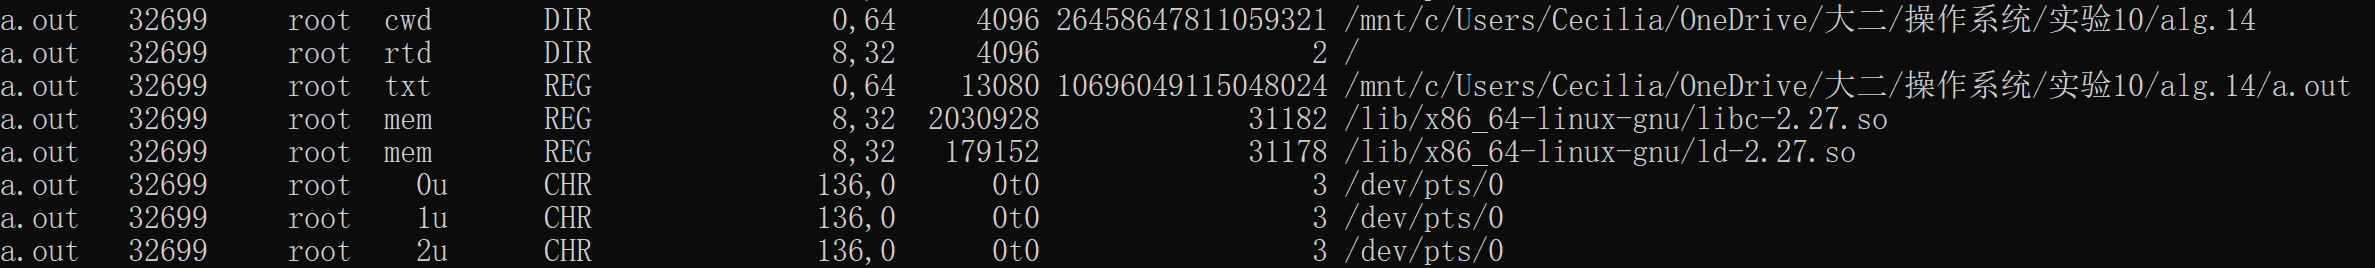 a.out 32699 root cwd DIR 0,64 4096 26458647811059321 /mnt/c/Users/Cecilia/OneDrive/大二/操作系统/实验10/alg.14
a.out 32699 root rtd DIR 8,32 4096 2 /
a.out 32699 root txt REG 0,64 13080 10696049115048024 /mnt/c/Users/Cecilia/OneDrive/大二/操作系统/实验10/alg.14/a.out
a.out 32699 root mem REG 8,32 2030928 31182 /lib/x86_64-linux-gnu/libc-2.27.so
a.out 32699 root mem REG 8,32 179152 31178 /lib/x86_64-linux-gnu/ld-2.27.so
a.out 32699 root 0u CHR 136,0 0t0 3 /dev/pts/0
a.out 32699 root 1u CHR 136,0 0t0 3 /dev/pts/0
a.out 32699 root 2u CHR 136,0 0t0 3 /dev/pts/0